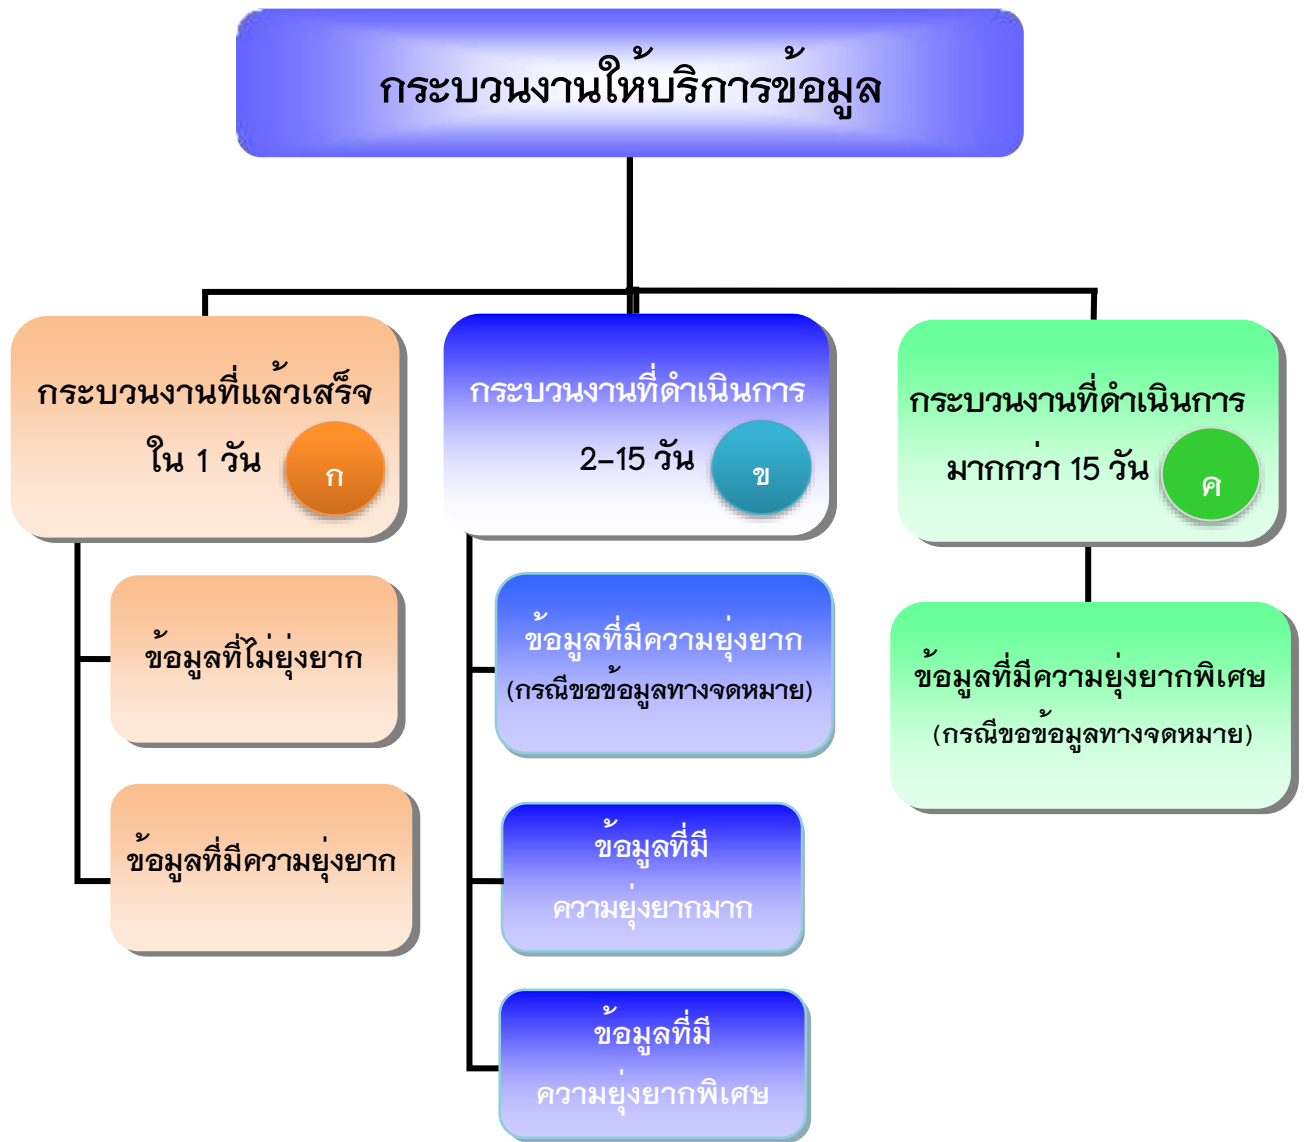 กระบวนงานให้บริการข้อมูล
กระบวนงานที่แล้วเสร็จ
ใน 1 วัน
ก
กระบวนงานที่ดำเนินการ
2-15 วัน
ข
กระบวนงานที่ดำเนินการ
มากกว่า 15 วัน
ค
ข้อมูลที่ไม่ยุ่งยาก
ข้อมูลที่มีความยุ่งยาก
ข้อมูลที่มีความยุ่งยาก
(กรณีขอข้อมูลทางจดหมาย)
ข้อมูลที่มี
ความยุ่งยากมาก
ข้อมูลที่มี
ความยุ่งยากพิเศษ
ข้อมูลที่มีความยุ่งยากพิเศษ
(กรณีขอข้อมูลทางจดหมาย)